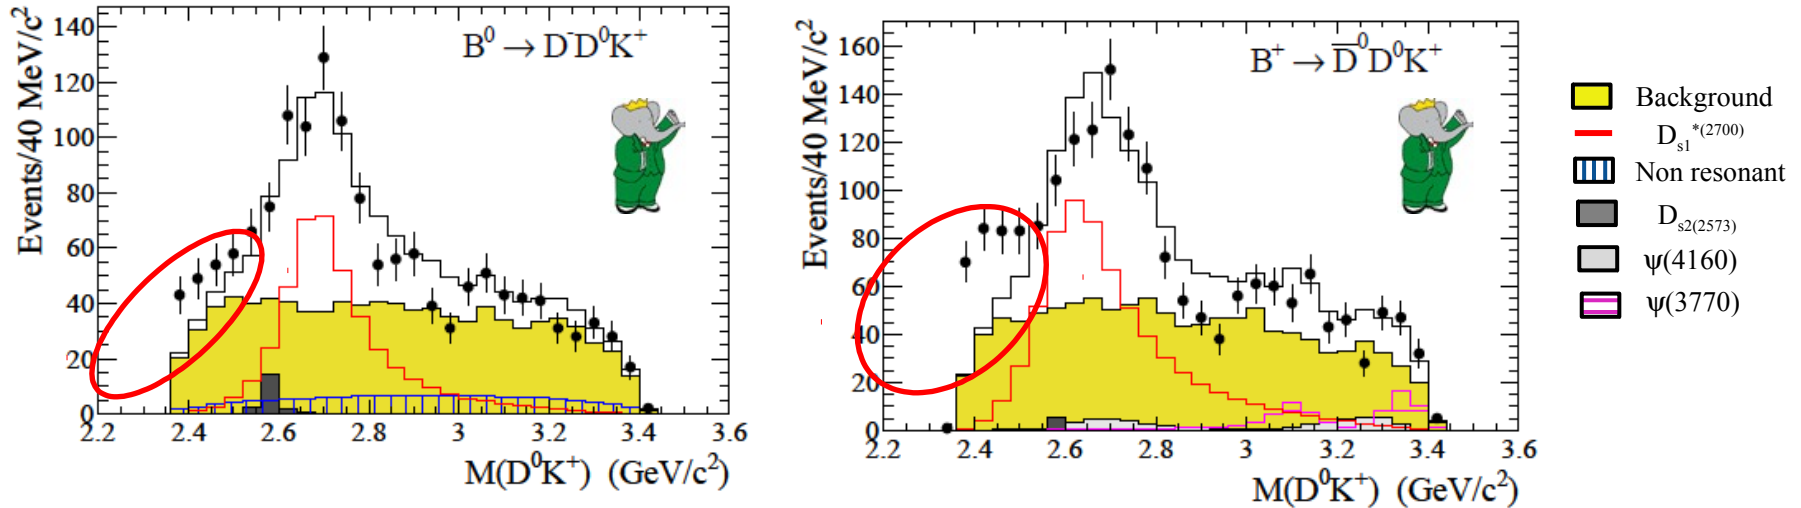 Events/40 MeV/c²
140
120
100
80
60
40
20
0
2.2 2.4 2.6 2.8 3 3.2 3.4 3.6
M(D⁰K⁺) (GeV/c²)
B⁰ → D⁻D⁰K⁺
Events/40 MeV/c²
160
140
120
100
80
60
40
20
0
2.2 2.4 2.6 2.8 3 3.2 3.4 3.6
M(D⁰K⁺) (GeV/c²)
B⁺ → D̅⁰D⁰K⁺
Background
Dₛ₁*(2700)
Non resonant
Dₛ₂(2573)
ψ(4160)
ψ(3770)